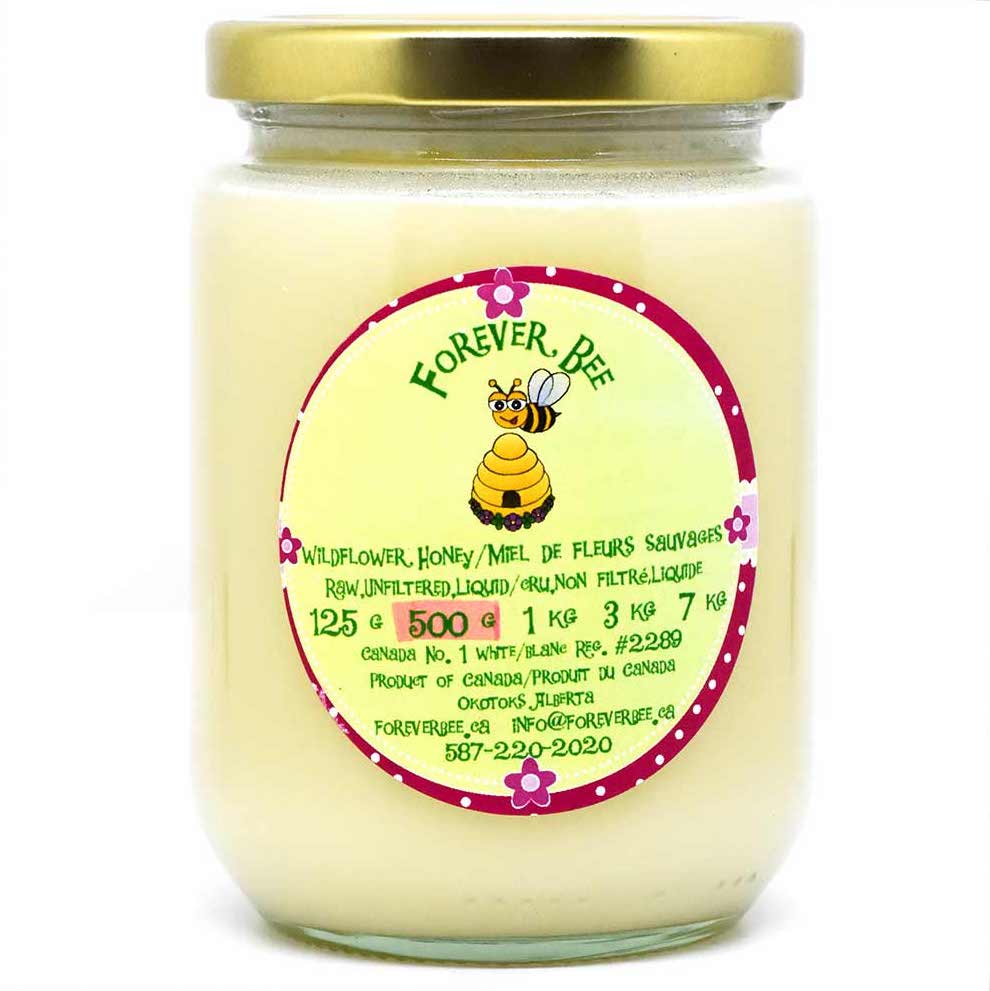 Forever Bee
Wildflower Honey/Miel de fleurs sauvages
Raw,Unfiltered,Liquid/cru,Non filtré,Liquide
125 g 500 g 1 kg 3 kg 7 kg
Canada No. 1 white/blanc Reg. #2289
Product of Canada/Produit du Canada
Okotoks, Alberta
foreverbee.ca info@foreverbee.ca
587-220-2020